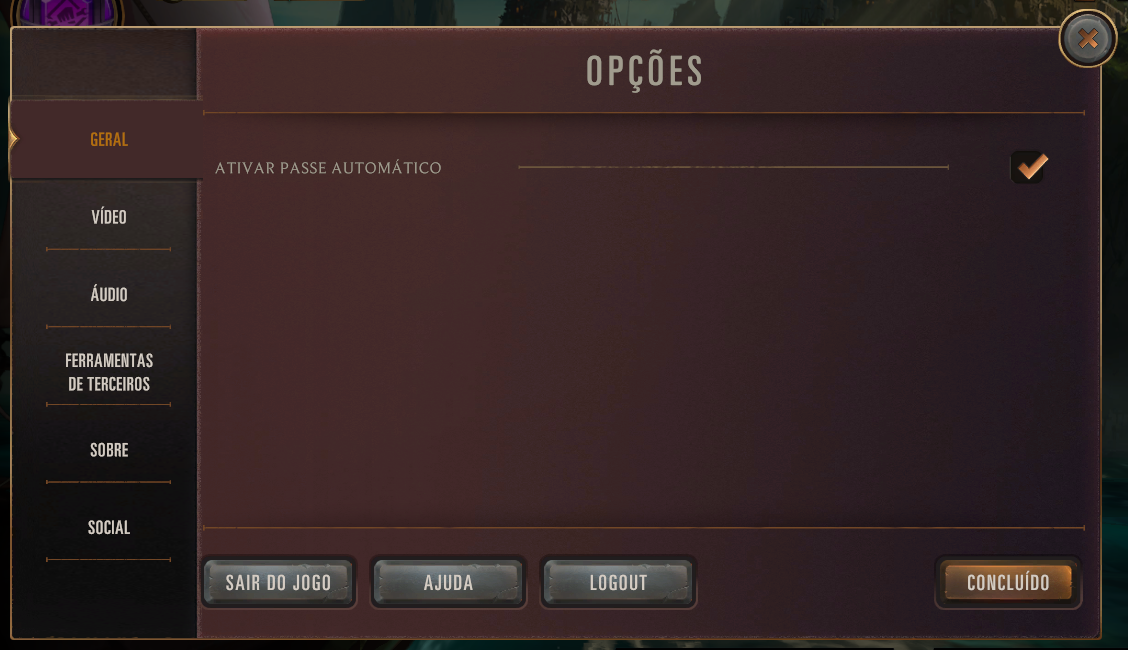 OPÇÕES
GERAL
ATIVAR PASSE AUTOMÁTICO
VÍDEO
ÁUDIO
FERRAMENTAS
DE TERCEIROS
SOBRE
SOCIAL
SAIR DO JOGO
AJUDA
LOGOUT
CONCLUÍDO